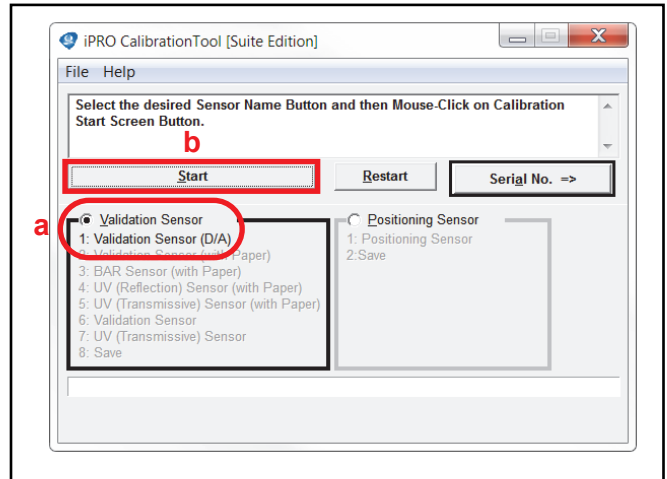 iPRO CalibrationTool [Suite Edition]
File Help
Select the desired Sensor Name Button and then Mouse-Click on Calibration
Start Screen Button.
b
Start
Restart
Serial No. =>
a
Validation Sensor
1: Validation Sensor (D/A)
2: Validation Sensor (with Paper)
3: BAR Sensor (with Paper)
4: UV (Reflection) Sensor (with Paper)
5: UV (Transmissive) Sensor (with Paper)
6: Validation Sensor
7: UV (Transmissive) Sensor
8: Save
Positioning Sensor
1: Positioning Sensor
2:Save